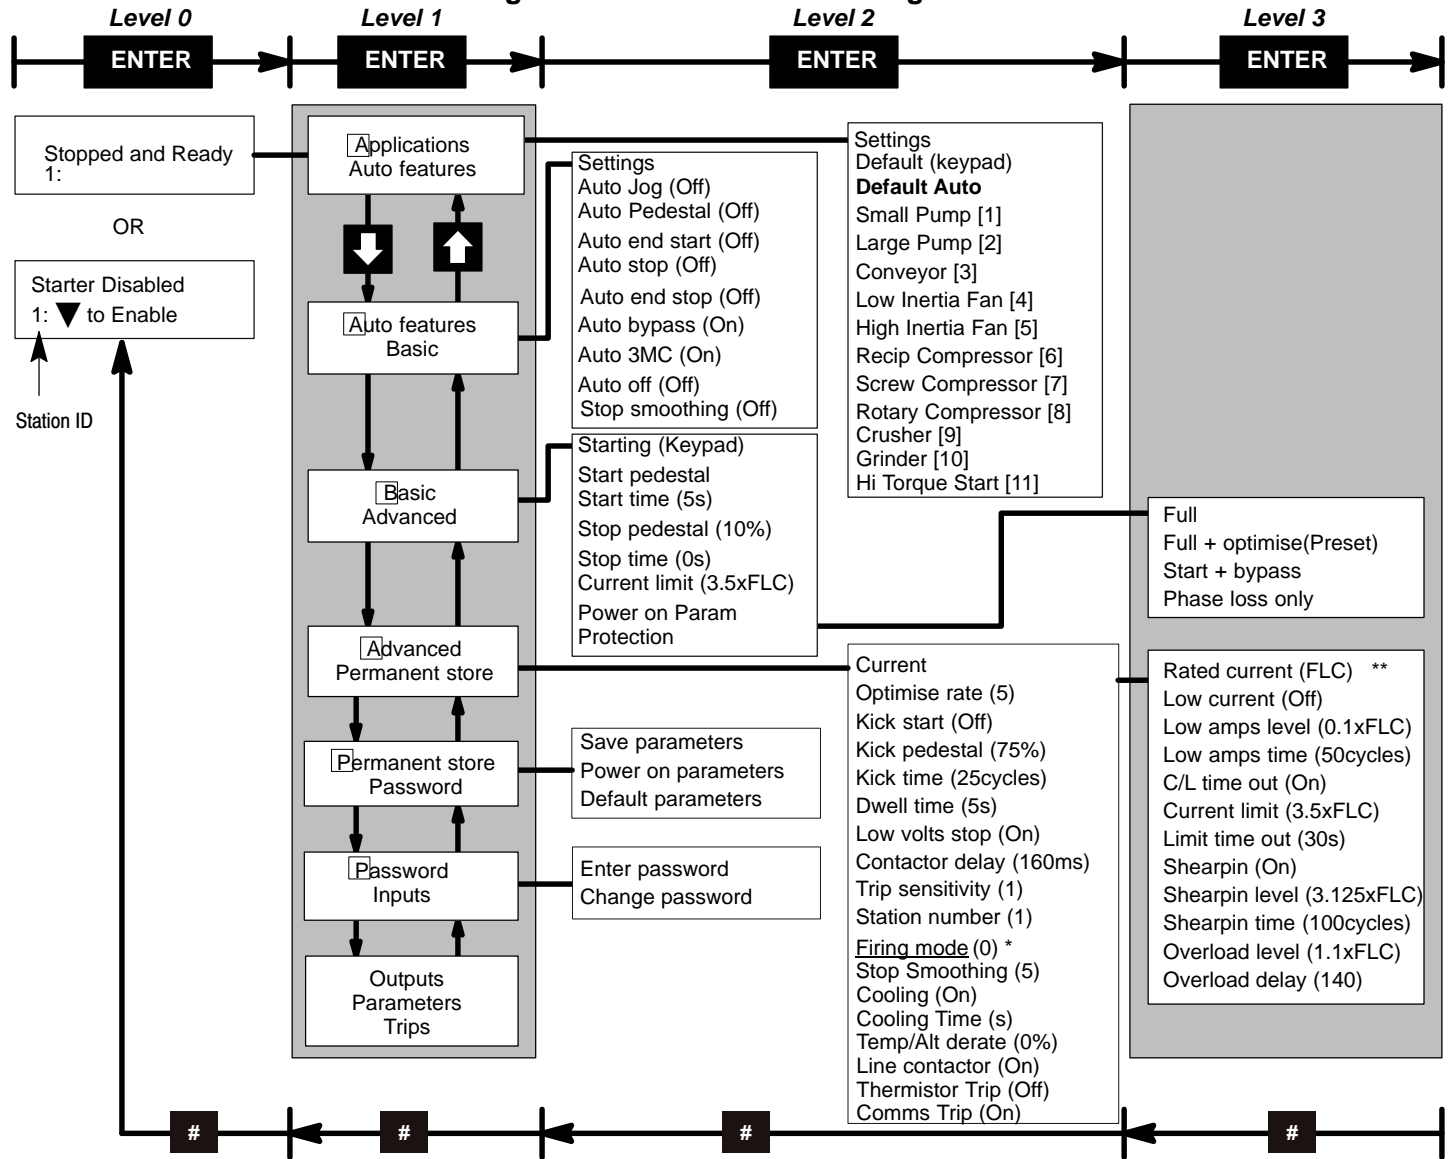 Level 0
Level 1
Level 2
Level 3
ENTER
ENTER
ENTER
ENTER
Stopped and Ready
1:
OR
Starter Disabled
1: ▼ to Enable
Station ID
Applications
Auto features
Auto features
Basic
Basic
Advanced
Advanced
Permanent store
Permanent store
Password
Password
Inputs
Outputs
Parameters
Trips
Settings
Auto Jog (Off)
Auto Pedestal (Off)
Auto end start (Off)
Auto stop (Off)
Auto end stop (Off)
Auto bypass (On)
Auto 3MC (On)
Auto off (Off)
Stop smoothing (Off)
Starting (Keypad)
Start pedestal
Start time (5s)
Stop pedestal (10%)
Stop time (0s)
Current limit (3.5xFLC)
Power on Param
Protection
Save parameters
Power on parameters
Default parameters
Enter password
Change password
Settings
Default (keypad)
Default Auto
Small Pump [1]
Large Pump [2]
Conveyor [3]
Low Inertia Fan [4]
High Inertia Fan [5]
Recip Compressor [6]
Screw Compressor [7]
Rotary Compressor [8]
Crusher [9]
Grinder [10]
Hi Torque Start [11]
Current
Optimise rate (5)
Kick start (Off)
Kick pedestal (75%)
Kick time (25cycles)
Dwell time (5s)
Low volts stop (On)
Contactor delay (160ms)
Trip sensitivity (1)
Station number (1)
Firing mode (0) *
Stop Smoothing (5)
Cooling (On)
Cooling Time (s)
Temp/Alt derate (0%)
Line contactor (On)
Thermistor Trip (Off)
Comms Trip (On)
Full
Full + optimise(Preset)
Start + bypass
Phase loss only
Rated current (FLC) **
Low current (Off)
Low amps level (0.1xFLC)
Low amps time (50cycles)
C/L time out (On)
Current limit (3.5xFLC)
Limit time out (30s)
Shearpin (On)
Shearpin level (3.125xFLC)
Shearpin time (100cycles)
Overload level (1.1xFLC)
Overload delay (140)
#
#
#
#